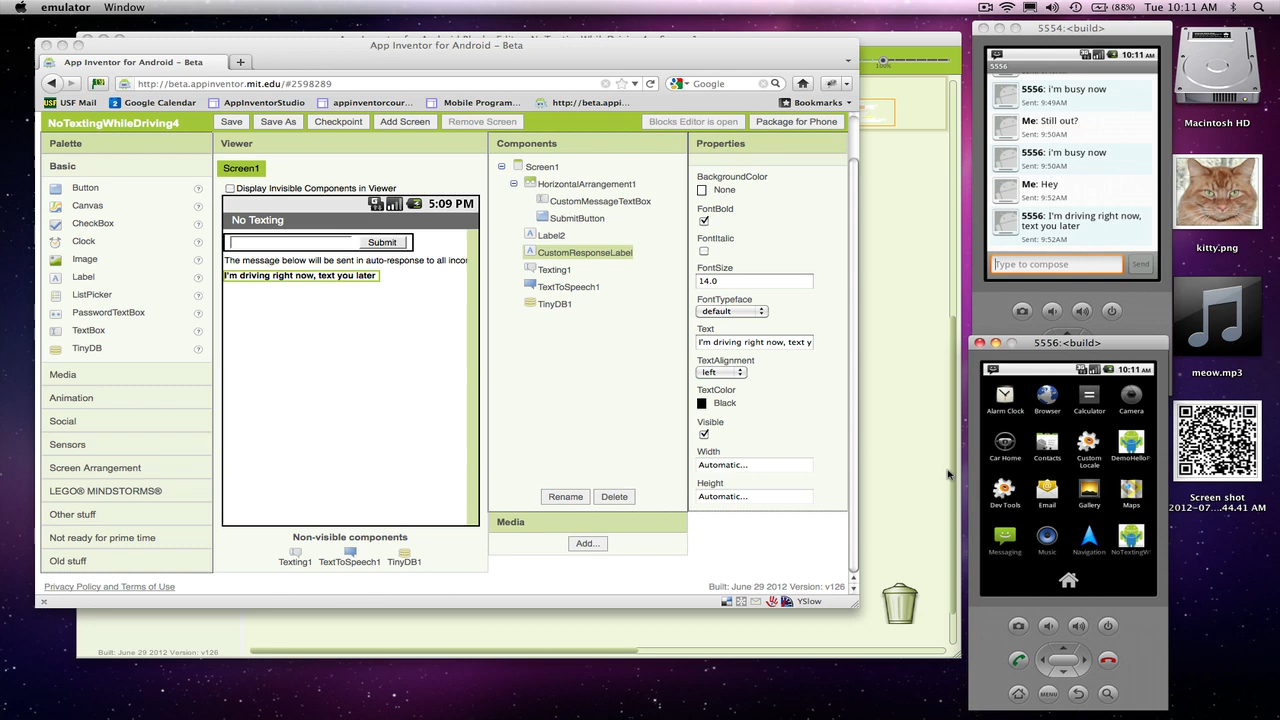 emulator Window
(88%) Tue 10:11 AM
App Inventor for Android – Beta
App Inventor for Android – Beta
http://beta.appinventor.mit.edu/#2598289
Google
USF Mail
Google Calendar
AppInventorStudio
appinventorcour...
Mobile Program...
http://beta.appi...
Bookmarks
NoTextingWhileDriving4
Save
Save As
Checkpoint
Add Screen
Remove Screen
Blocks Editor is open
Package for Phone
Palette
Basic
Button
Canvas
CheckBox
Clock
Image
Label
ListPicker
PasswordTextBox
TextBox
TinyDB
Media
Animation
Social
Sensors
Screen Arrangement
LEGO® MINDSTORMS®
Other stuff
Not ready for prime time
Old stuff
Viewer
Screen1
Display Invisible Components in Viewer
5:09 PM
No Texting
Submit
The message below will be sent in auto-response to all incor
I'm driving right now, text you later
Non-visible components
Texting1
TextToSpeech1
TinyDB1
Components
Screen1
HorizontalArrangement1
CustomMessageTextBox
SubmitButton
Label2
CustomResponseLabel
Texting1
TextToSpeech1
TinyDB1
Rename
Delete
Media
Add...
Properties
BackgroundColor
None
FontBold
FontItalic
FontSize
14.0
FontTypeface
default
Text
I'm driving right now, text y
TextAlignment
left
TextColor
Black
Visible
Width
Automatic...
Height
Automatic...
Privacy Policy and Terms of Use
Built: June 29 2012 Version: v126
YSlow
Built: June 29 2012 Version: v126
100%
5554:<build>
10:11 AM
5556
5556: i'm busy now
Sent: 9:49AM
Me: Still out?
Sent: 9:50AM
5556: i'm busy now
Sent: 9:50AM
Me: Hey
Sent: 9:52AM
5556: I'm driving right now,
text you later
Sent: 9:52AM
Type to compose
Send
5556:<build>
10:11 AM
Alarm Clock
Browser
Calculator
Camera
Car Home
Contacts
Custom
Locale
DemoHelloP
Dev Tools
Email
Gallery
Maps
Messaging
Music
Navigation
NoTextingW
MENU
Macintosh HD
kitty.png
meow.mp3
Screen shot
2012-07....44.41 AM